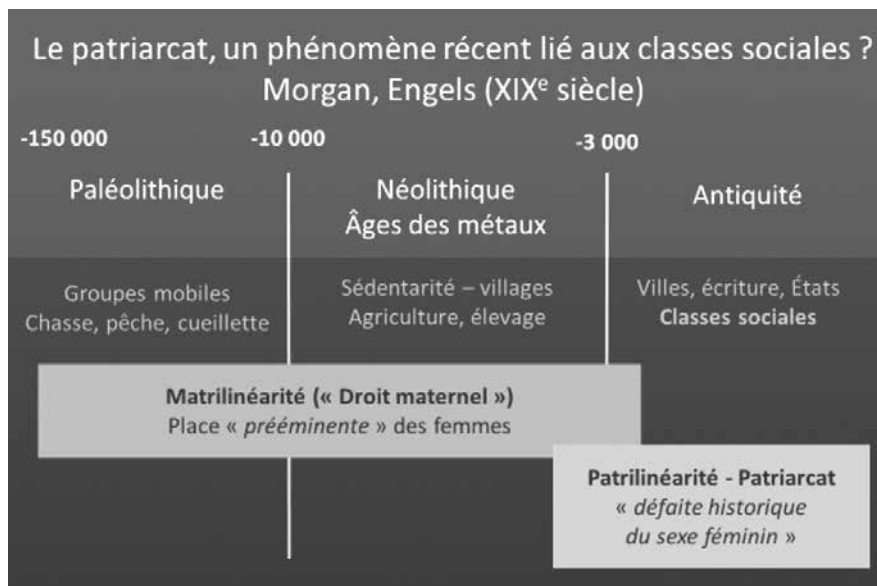 Le patriarcat, un phénomène récent lié aux classes sociales ?
Morgan, Engels (XIXe siècle)
-150 000
-10 000
-3 000
Paléolithique
Néolithique
Âges des métaux
Antiquité
Groupes mobiles
Chasse, pêche, cueillette
Sédentarité – villages
Agriculture, élevage
Villes, écriture, États
Classes sociales
Matrilinéarité (« Droit maternel »)
Place « prééminente » des femmes
Patrilinéarité - Patriarcat
« défaite historique
du sexe féminin »